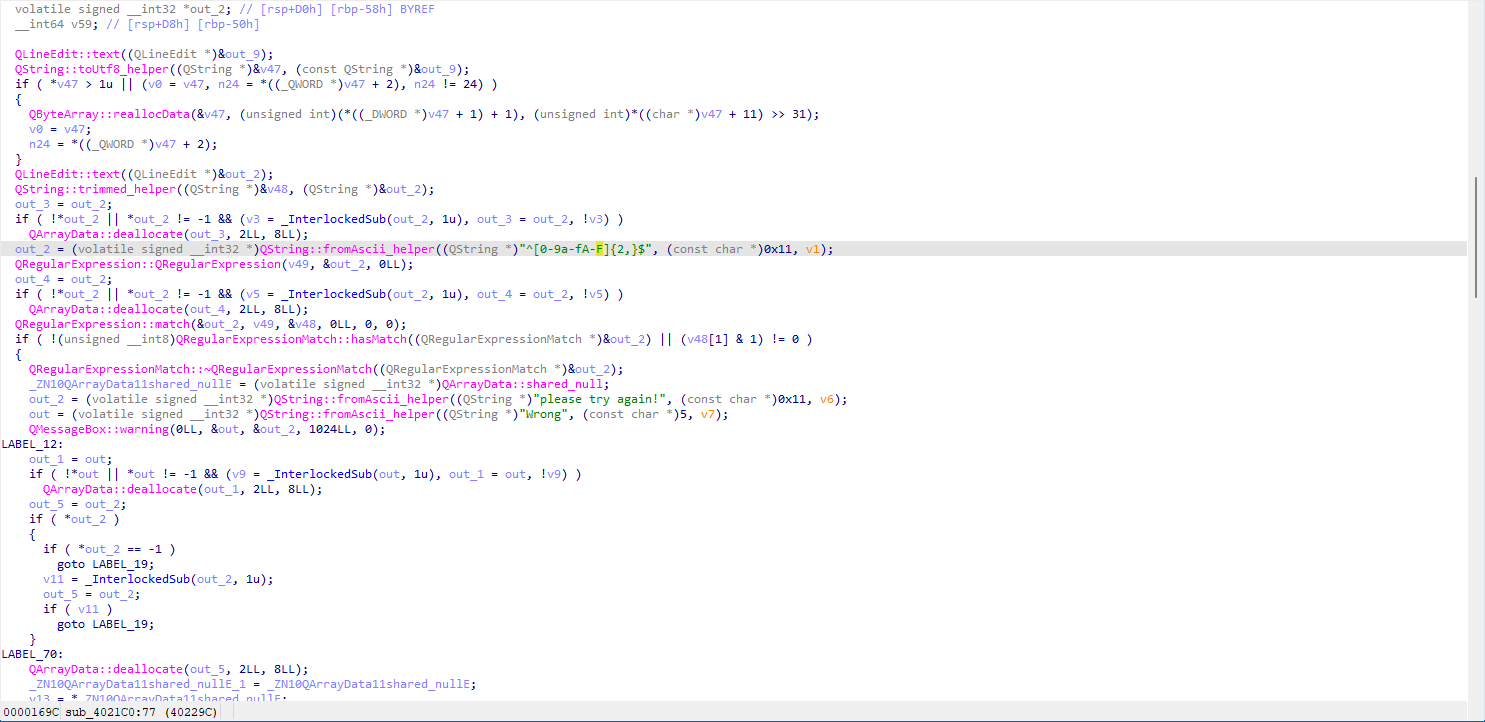 volatile signed __int32 *out_2; // [rsp+D0h] [rbp-58h] BYREF
__int64 v59; // [rsp+D8h] [rbp-50h]
QLineEdit::text((QLineEdit *)&out_9);
QString::toUtf8_helper((QString *)&v47, (const QString *)&out_9);
if ( *v47 > 1u || (v0 = v47, n24 = *((_QWORD *)v47 + 2), n24 != 24) )
{
QByteArray::reallocData(&v47, (unsigned int)(*((_DWORD *)v47 + 1) + 1), (unsigned int)*((char *)v47 + 11) >> 31);
v0 = v47;
n24 = *((_QWORD *)v47 + 2);
}
QLineEdit::text((QLineEdit *)&out_2);
QString::trimmed_helper((QString *)&v48, (QString *)&out_2);
out_3 = out_2;
if ( !*out_2 || *out_2 != -1 && (v3 = _InterlockedSub(out_2, 1u), out_3 = out_2, !v3) )
QArrayData::deallocate(out_3, 2LL, 8LL);
out_2 = (volatile signed __int32 *)QString::fromAscii_helper((QString *)"^[0-9a-fA-F]{2,}$", (const char *)0x11, v1);
QRegularExpression::QRegularExpression(v49, &out_2, 0LL);
out_4 = out_2;
if ( !*out_2 || *out_2 != -1 && (v5 = _InterlockedSub(out_2, 1u), out_4 = out_2, !v5) )
QArrayData::deallocate(out_4, 2LL, 8LL);
QRegularExpression::match(&out_2, v49, &v48, 0LL, 0, 0);
if ( !(unsigned __int8)QRegularExpressionMatch::hasMatch((QRegularExpressionMatch *)&out_2) || (v48[1] & 1) != 0 )
{
QRegularExpressionMatch::~QRegularExpressionMatch((QRegularExpressionMatch *)&out_2);
_ZN10QArrayData11shared_nullE = (volatile signed __int32 *)QArrayData::shared_null;
out_2 = (volatile signed __int32 *)QString::fromAscii_helper((QString *)"please try again!", (const char *)0x11, v6);
out = (volatile signed __int32 *)QString::fromAscii_helper((QString *)"Wrong", (const char *)5, v7);
QMessageBox::warning(0LL, &out, &out_2, 1024LL, 0);
LABEL_12:
out_1 = out;
if ( !*out || *out != -1 && (v9 = _InterlockedSub(out, 1u), out_1 = out, !v9) )
QArrayData::deallocate(out_1, 2LL, 8LL);
out_5 = out_2;
if ( *out_2 )
{
if ( *out_2 == -1 )
goto LABEL_19;
v11 = _InterlockedSub(out_2, 1u);
out_5 = out_2;
if ( v11 )
goto LABEL_19;
}
LABEL_70:
QArrayData::deallocate(out_5, 2LL, 8LL);
_ZN10QArrayData11shared_nullE_1 = _ZN10QArrayData11shared_nullE;
v13 = *_ZN10QArrayData11shared_nullE;
0000169C sub_4021C0:77 (40229C)